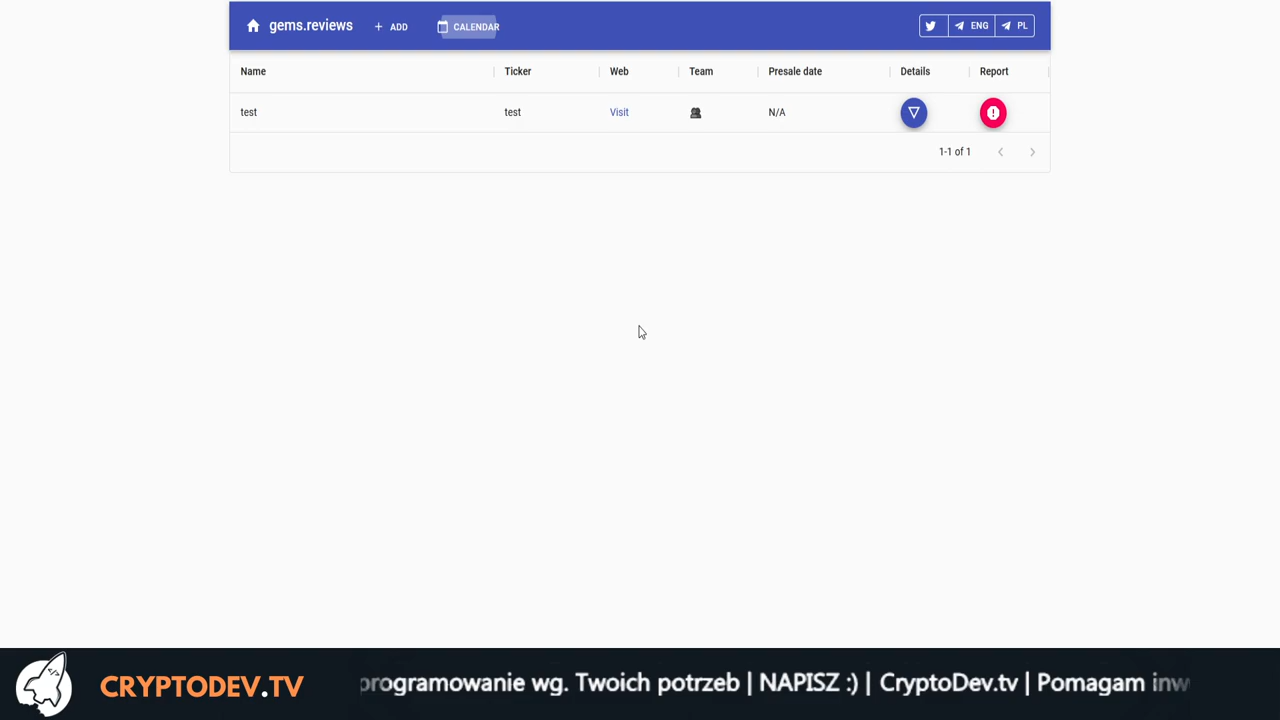 gems.reviews ADD CALENDAR ENG PL
Name Ticker Web Team Presale date Details Report
test test Visit N/A
1-1 of 1
CRYPTODEV.TV programowanie wg. Twoich potrzeb | NAPISZ :) | CryptoDev.tv | Pomagam inw